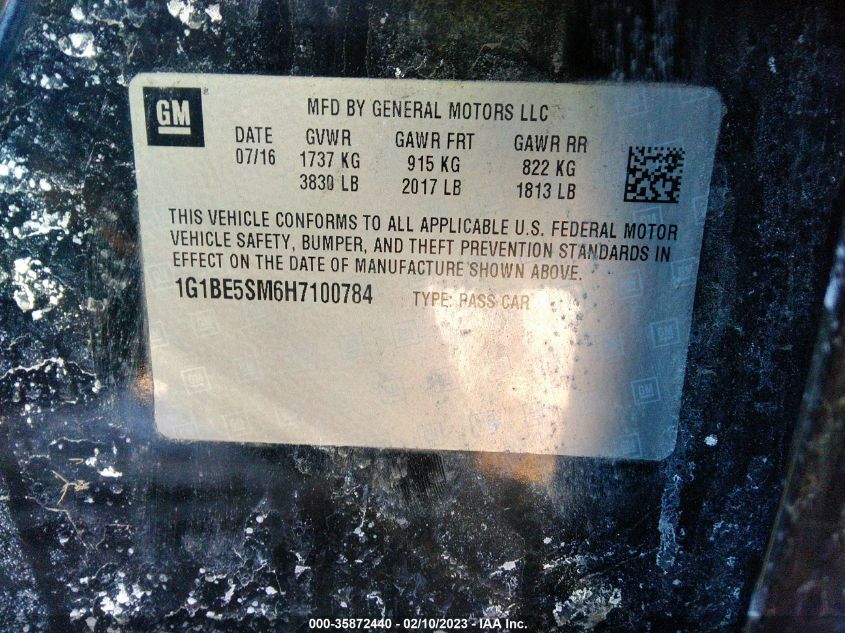 GM
MFD BY GENERAL MOTORS LLC
DATE GVWR GAWR FRT GAWR RR
07/16 1737 KG 915 KG 822 KG
3830 LB 2017 LB 1813 LB
THIS VEHICLE CONFORMS TO ALL APPLICABLE U.S. FEDERAL MOTOR
VEHICLE SAFETY, BUMPER, AND THEFT PREVENTION STANDARDS IN
EFFECT ON THE DATE OF MANUFACTURE SHOWN ABOVE.
1G1BE5SM6H7100784 TYPE: PASS CAR
GM
000-35872440 - 02/10/2023 - IAA Inc.